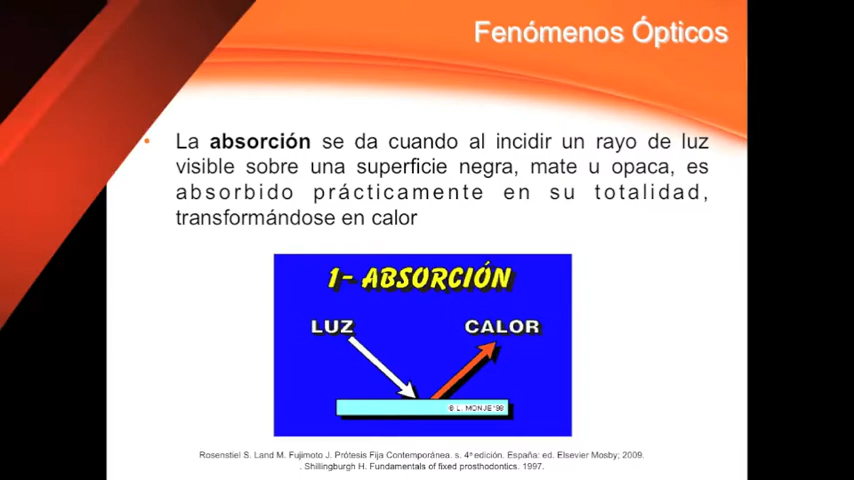 Fenómenos Ópticos
• La absorción se da cuando al incidir un rayo de luz
visible sobre una superficie negra, mate u opaca, es
absorbido prácticamente en su totalidad,
transformándose en calor
1- ABSORCIÓN
LUZ CALOR
© L. MONJE'98
Rosenstiel S. Land M. Fujimoto J. Prótesis Fija Contemporánea. s. 4ª edición. España: ed. Elsevier Mosby; 2009.
. Shillingburgh H. Fundamentals of fixed prosthodontics. 1997.